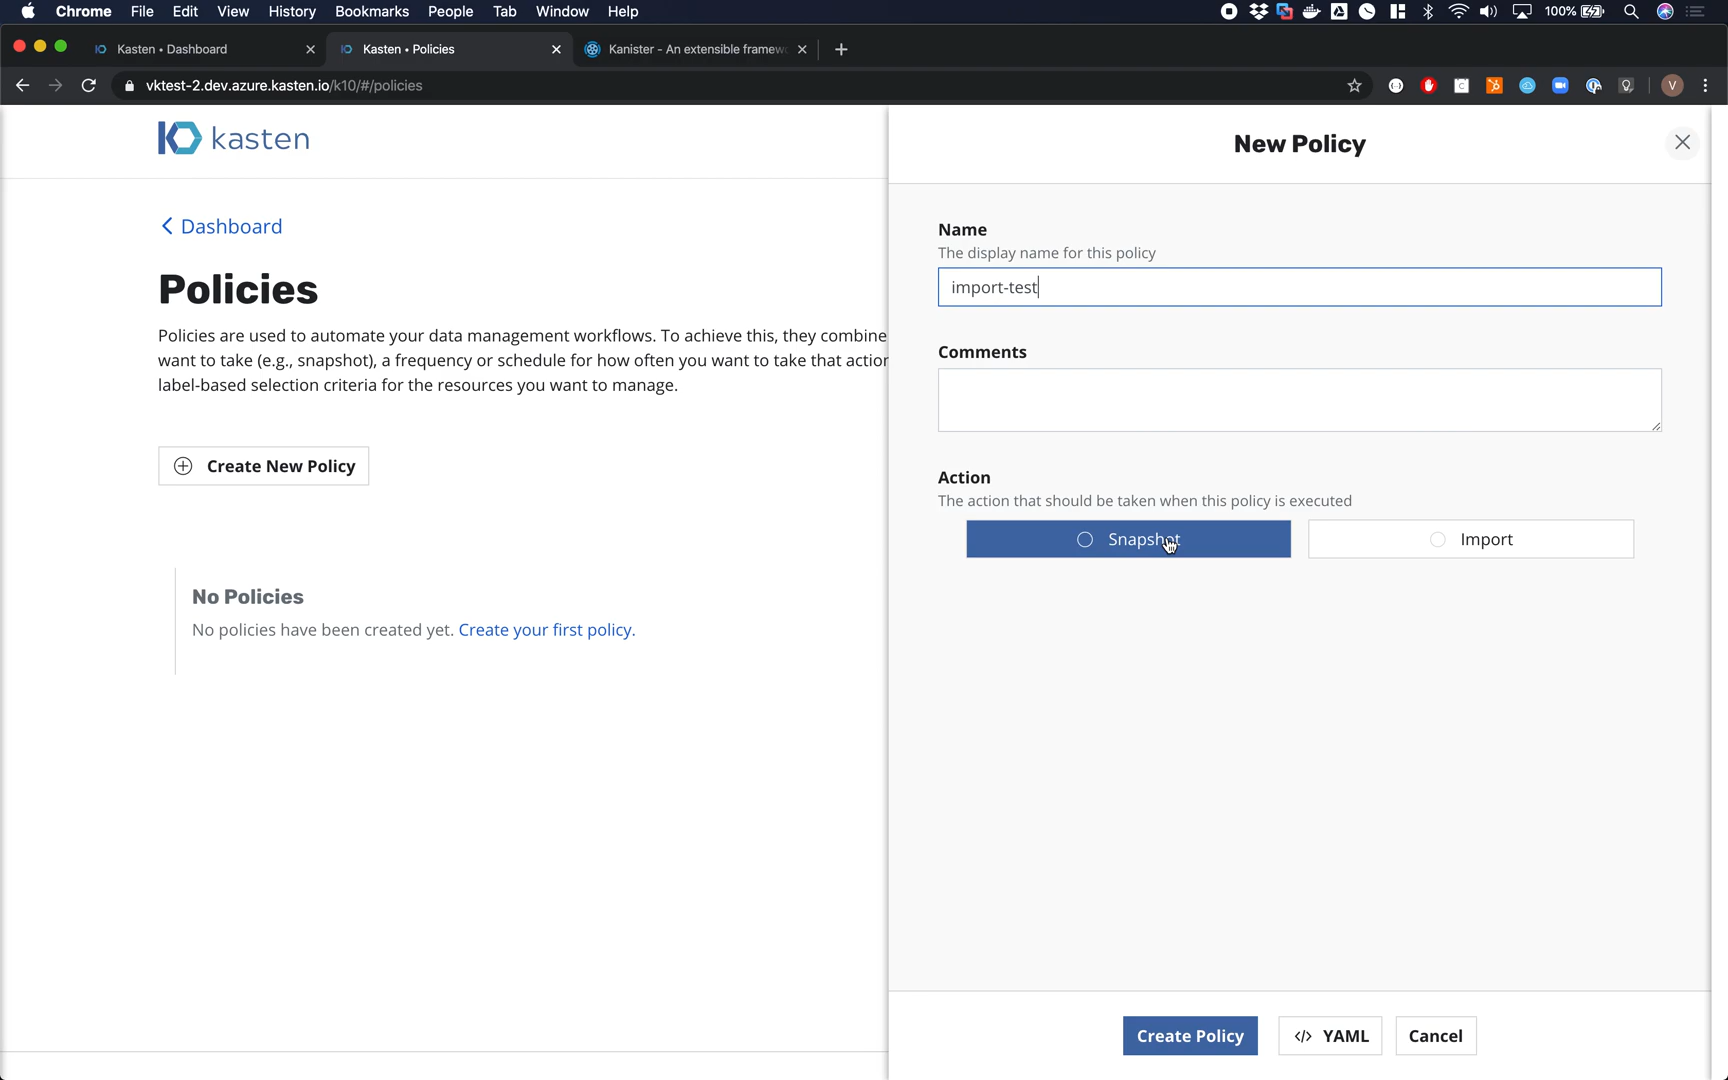 Chrome File Edit View History Bookmarks People Tab Window Help 100%
Kasten • Dashboard Kasten • Policies Kanister - An extensible framew
vktest-2.dev.azure.kasten.io/k10/#/policies V
kasten
Dashboard
Policies
Policies are used to automate your data management workflows. To achieve this, they combine
want to take (e.g., snapshot), a frequency or schedule for how often you want to take that action
label-based selection criteria for the resources you want to manage.
Create New Policy
No Policies
No policies have been created yet. Create your first policy.
New Policy
Name
The display name for this policy
import-test
Comments
Action
The action that should be taken when this policy is executed
Snapshot Import
Create Policy </> YAML Cancel